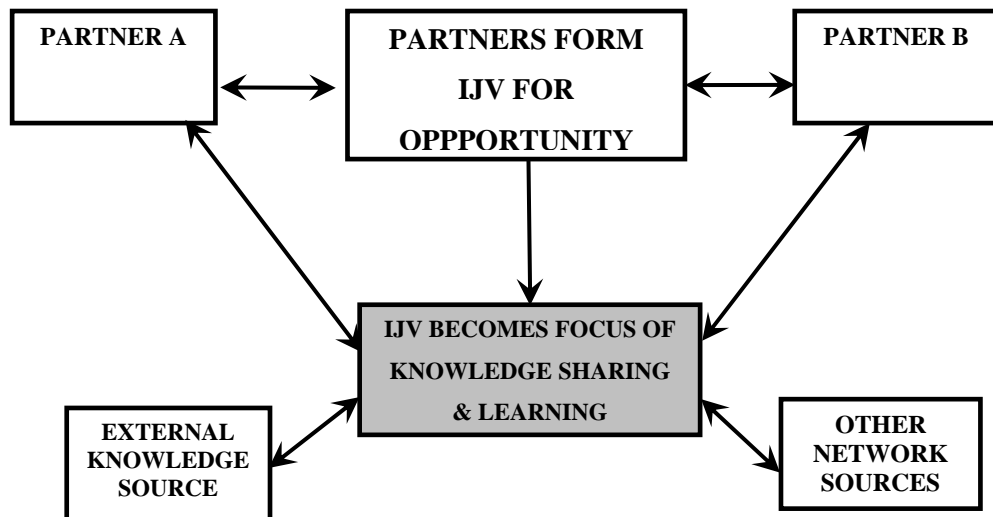 PARTNER A
PARTNERS FORM
IJV FOR
OPPPORTUNITY
PARTNER B
IJV BECOMES FOCUS OF
KNOWLEDGE SHARING
& LEARNING
EXTERNAL
KNOWLEDGE
SOURCE
OTHER
NETWORK
SOURCES